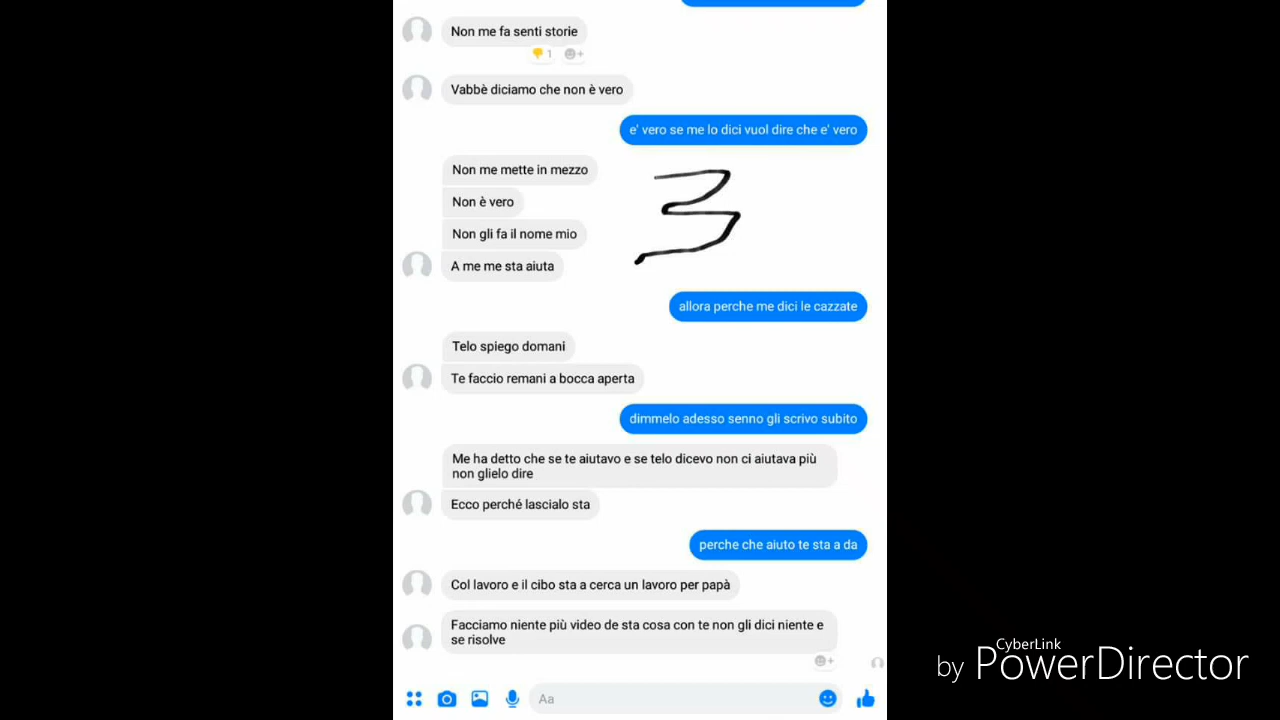 Non me fa senti storie
1
Vabbè diciamo che non è vero
e' vero se me lo dici vuol dire che e' vero
Non me mette in mezzo
3
Non è vero
Non gli fa il nome mio
A me me sta aiuta
allora perche me dici le cazzate
Telo spiego domani
Te faccio remani a bocca aperta
dimmelo adesso senno gli scrivo subito
Me ha detto che se te aiutavo e se telo dicevo non ci aiutava più
non glielo dire
Ecco perché lascialo sta
perche che aiuto te sta a da
Col lavoro e il cibo sta a cerca un lavoro per papà
Facciamo niente più video de sta cosa con te non gli dici niente e
se risolve
Aa
CyberLink
by PowerDirector